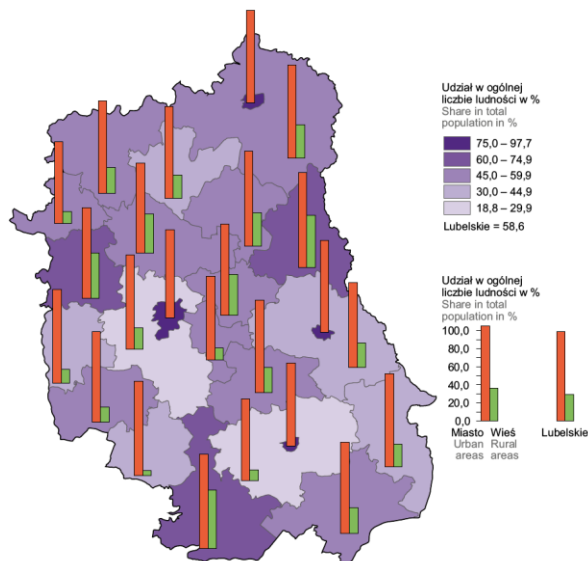 Udział w ogólnej
liczbie ludności w %
Share in total
population in %
75,0 – 97,7
60,0 – 74,9
45,0 – 59,9
30,0 – 44,9
18,8 – 29,9
Lubelskie = 58,6
Udział w ogólnej
liczbie ludności w %
Share in total
population in %
100,0
80,0
60,0
40,0
20,0
0,0
Miasto Wieś Lubelskie
Urban Rural
areas areas